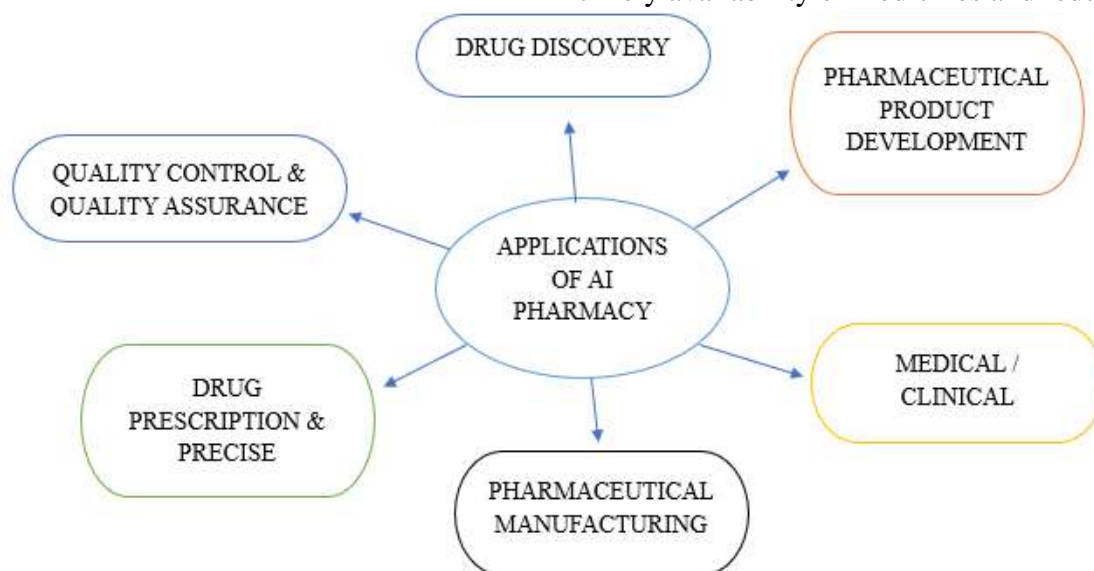 DRUG DISCOVERY
PHARMACEUTICAL
PRODUCT
DEVELOPMENT
QUALITY CONTROL &
QUALITY ASSURANCE
APPLICATIONS
OF AI
PHARMACY
MEDICAL /
CLINICAL
DRUG
PRESCRIPTION &
PRECISE
PHARMACEUTICAL
MANUFACTURING